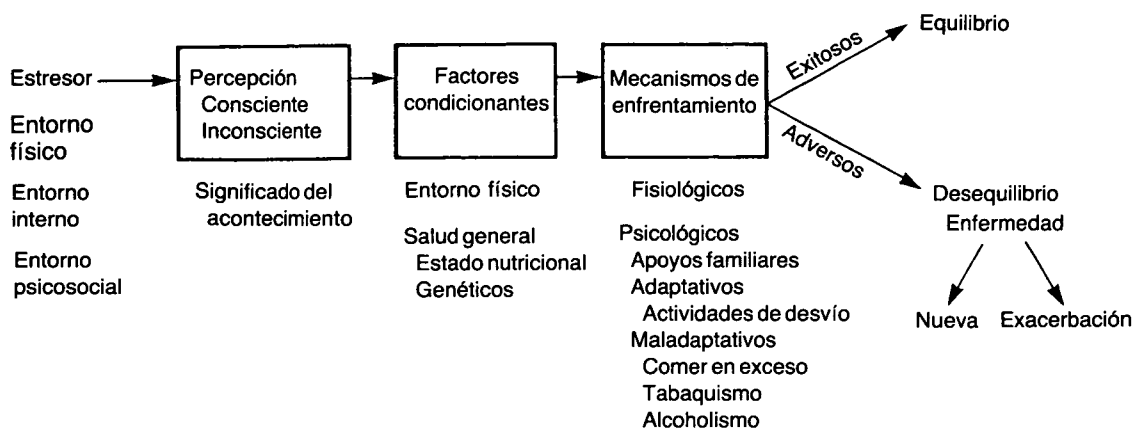 Estresor
Entorno
físico
Entorno
interno
Entorno
psicosocial
Percepción
Consciente
Inconsciente
Significado del
acontecimiento
Factores
condicionantes
Entorno físico
Salud general
Estado nutricional
Genéticos
Mecanismos de
enfrentamiento
Fisiológicos
Psicológicos
Apoyos familiares
Adaptativos
Actividades de desvío
Maladaptativos
Comer en exceso
Tabaquismo
Alcoholismo
Exitosos
Equilibrio
Adversos
Desequilibrio
Enfermedad
Nueva
Exacerbación